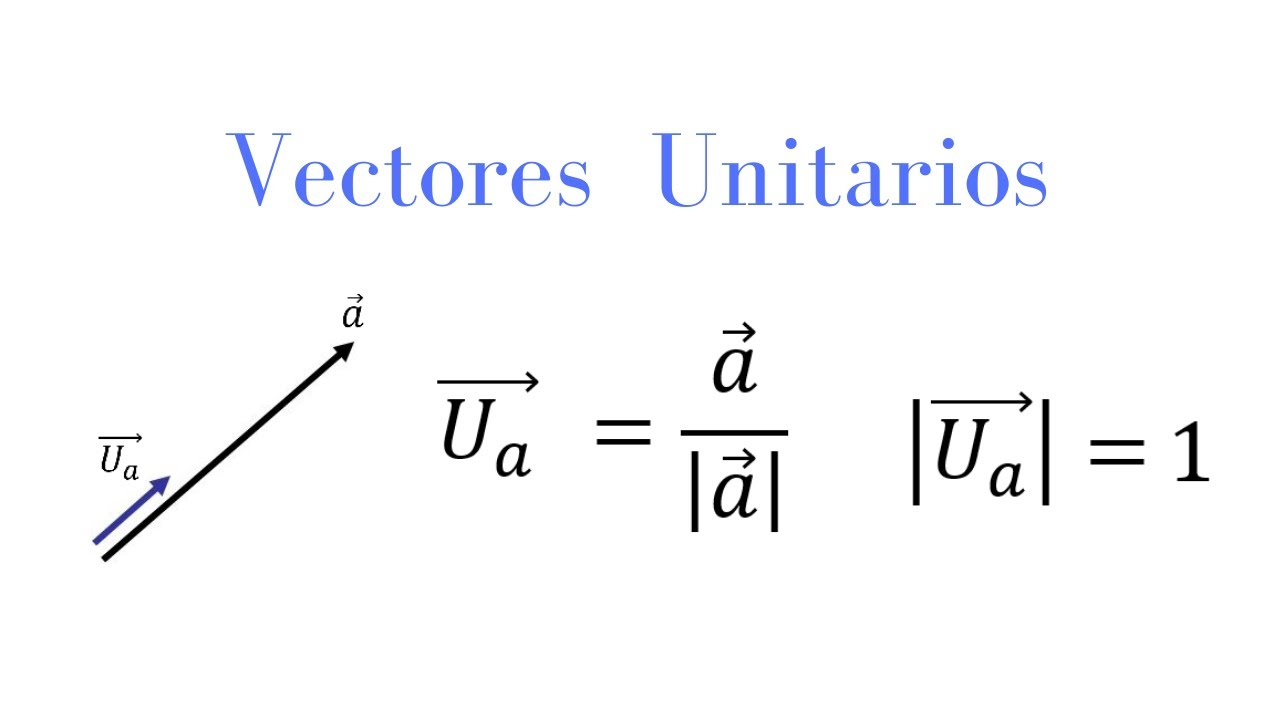 Vectores Unitarios
a⃗
U⃗ₐ
U⃗ₐ = a⃗ / |a⃗|
|U⃗ₐ| = 1